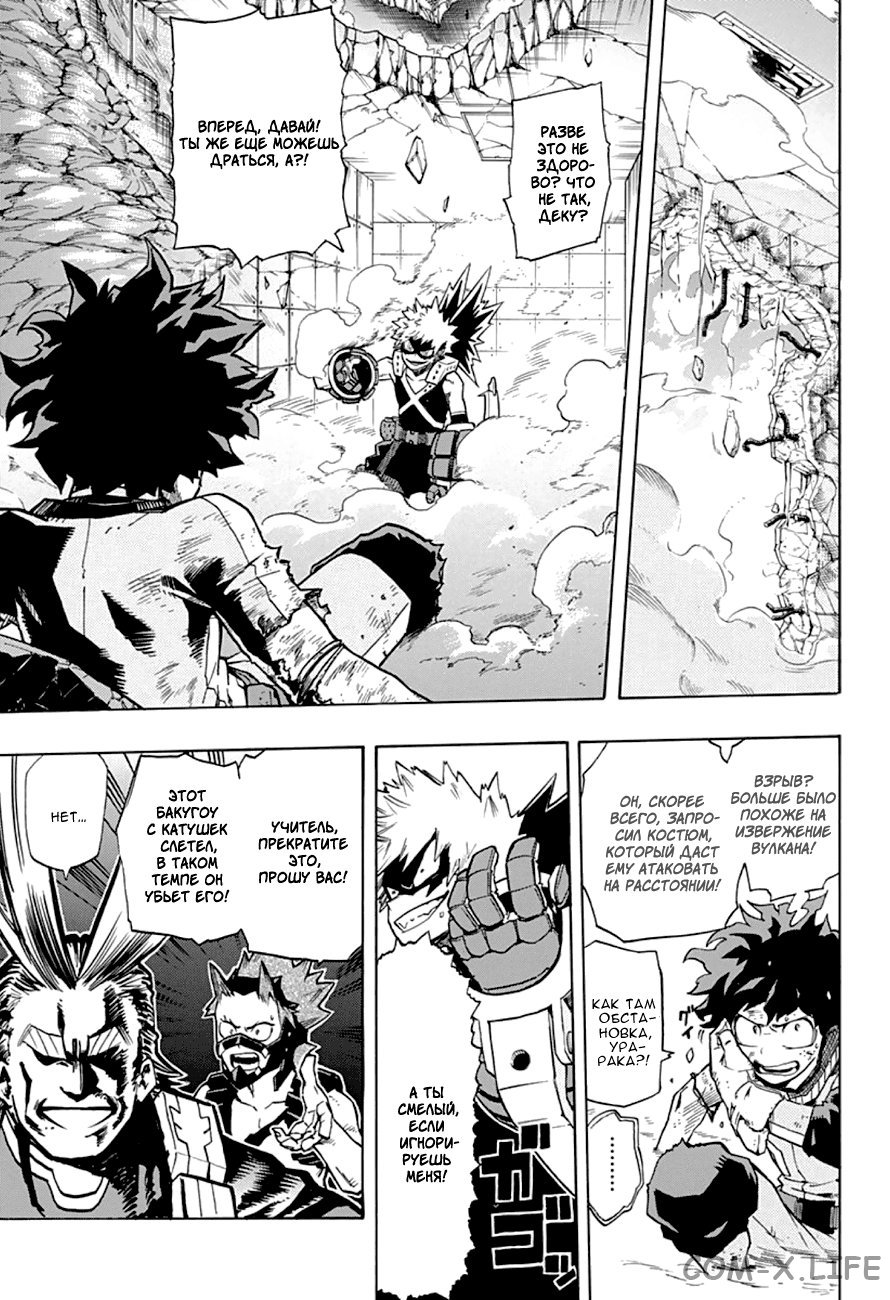 РАЗВЕ
ЭТО НЕ
ЗДОРО-
ВО? ЧТО
НЕ ТАК,
ДЕКУ?
ВПЕРЕД, ДАВАЙ!
ТЫ ЖЕ ЕЩЕ МОЖЕШЬ
ДРАТЬСЯ, А?!
ВЗРЫВ?
БОЛЬШЕ БЫЛО
ПОХОЖЕ НА
ИЗВЕРЖЕНИЕ
ВУЛКАНА!
ОН, СКОРЕЕ
ВСЕГО, ЗАПРО-
СИЛ КОСТЮМ,
КОТОРЫЙ ДАСТ
ЕМУ АТАКОВАТЬ
НА РАССТОЯНИИ!
КАК ТАМ
ОБСТА-
НОВКА,
УРА-
РАКА?!
.........
А ТЫ
СМЕЛЫЙ,
ЕСЛИ
ИГНОРИ-
РУЕШЬ
МЕНЯ!
ガゴ
УЧИТЕЛЬ,
ПРЕКРАТИТЕ
ЭТО,
ПРОШУ ВАС!
ЭТОТ
БАКУГОУ
С КАТУШЕК
СЛЕТЕЛ,
В ТАКОМ
ТЕМПЕ ОН
УБЬЕТ ЕГО!
НЕТ...
COM-X.LIFE